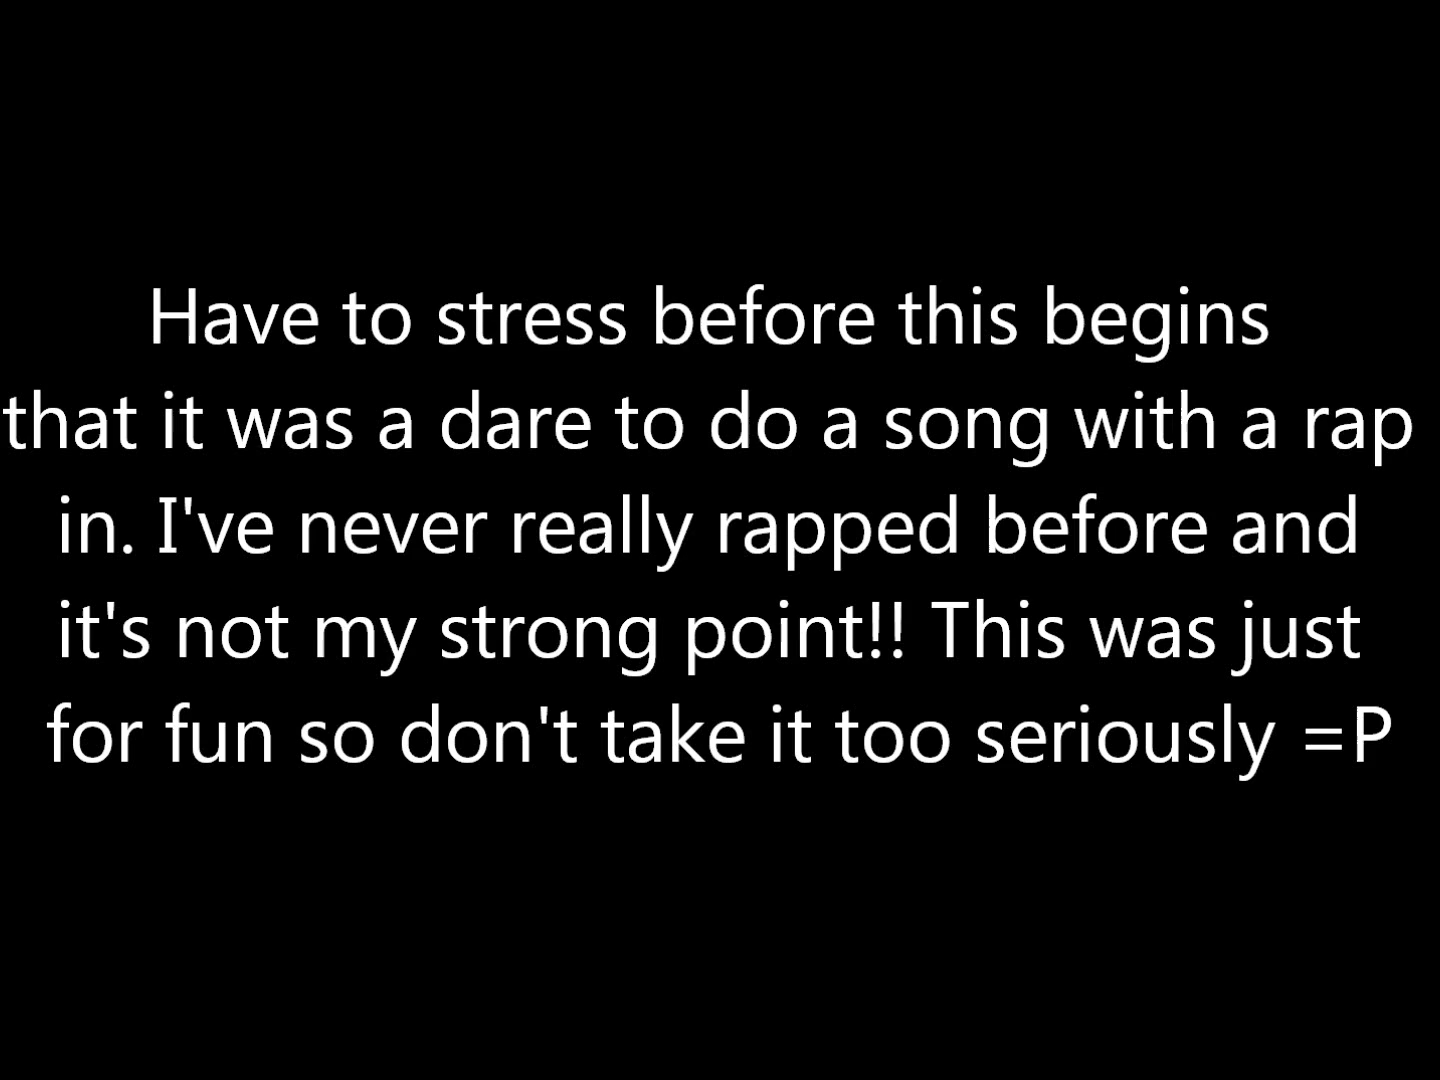 Have to stress before this begins
that it was a dare to do a song with a rap
in. I've never really rapped before and
it's not my strong point!! This was just
for fun so don't take it too seriously =P